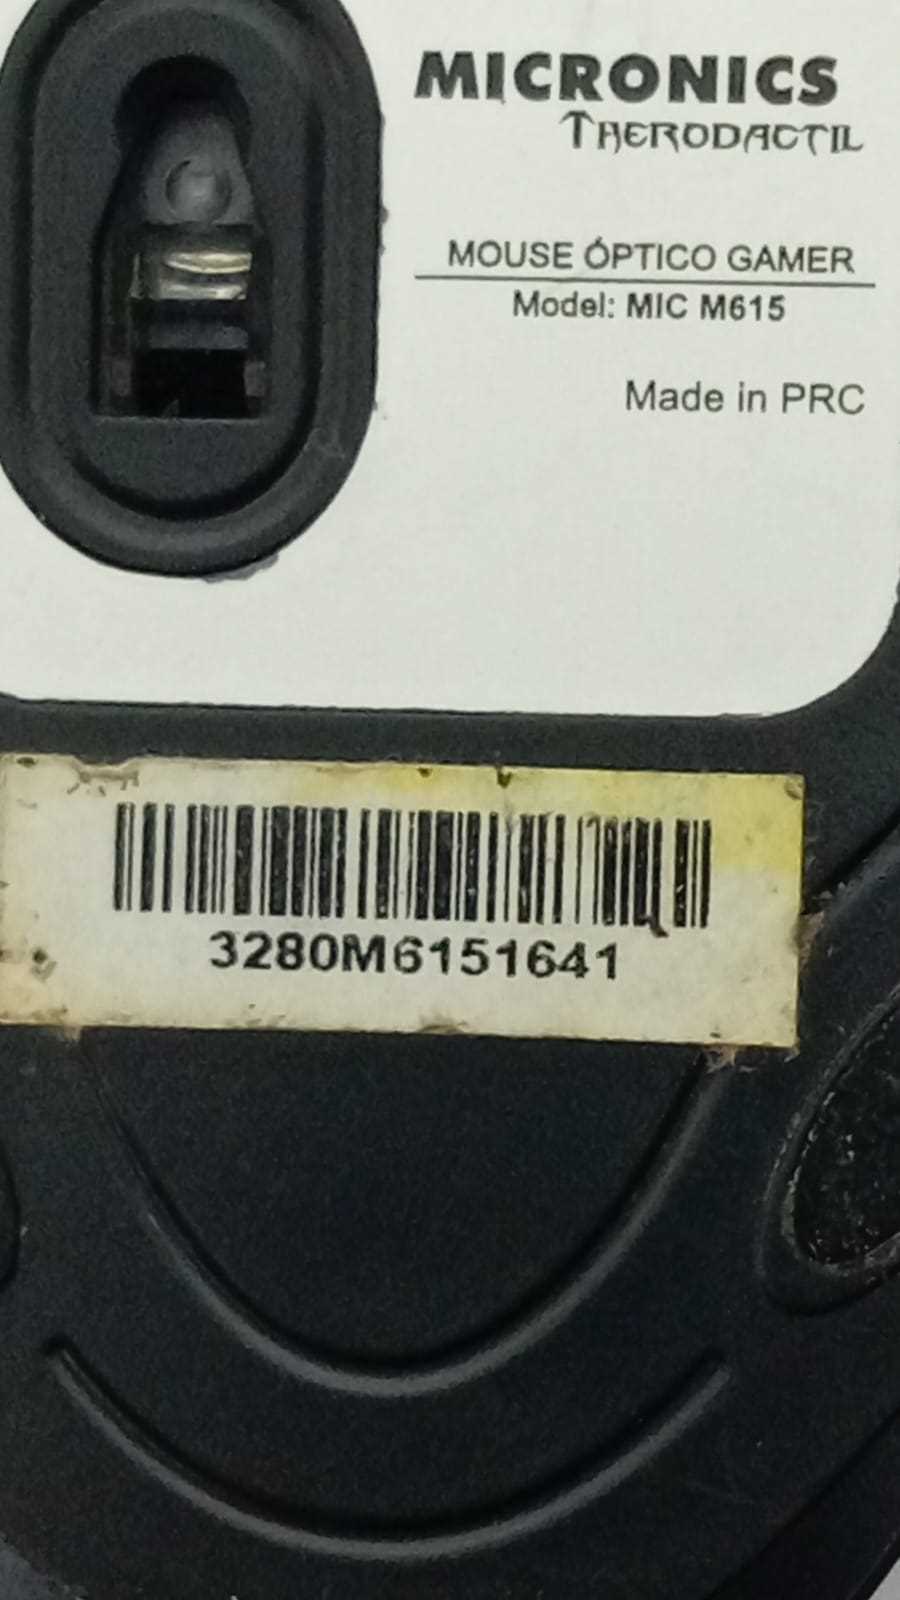 MICRONICS
THERODACTIL
MOUSE ÓPTICO GAMER
Model: MIC M615
Made in PRC
3280M6151641